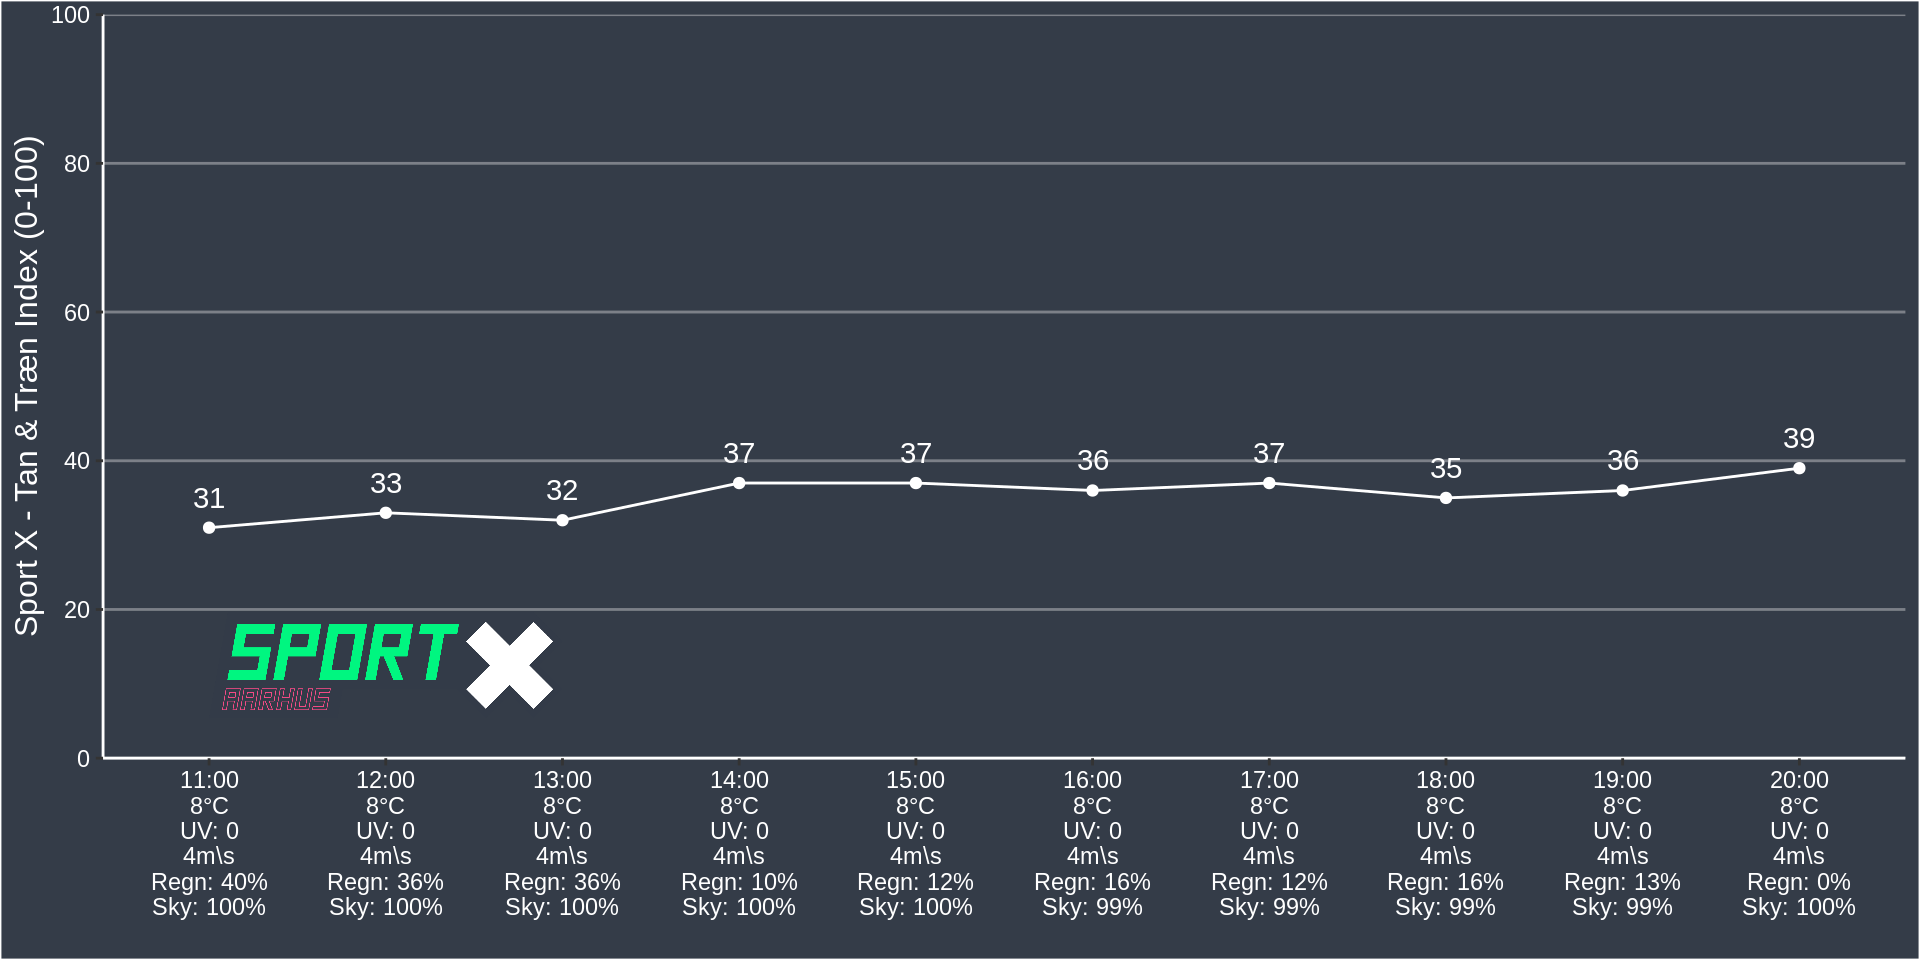 Sport X - Tan & Træn Index (0-100)
100
80
60
40
20
0
31
33
32
37
37
36
37
35
36
39
SPORT X
AARHUS
11:00 12:00 13:00 14:00 15:00 16:00 17:00 18:00 19:00 20:00
8°C 8°C 8°C 8°C 8°C 8°C 8°C 8°C 8°C 8°C
UV: 0 UV: 0 UV: 0 UV: 0 UV: 0 UV: 0 UV: 0 UV: 0 UV: 0 UV: 0
4m\s 4m\s 4m\s 4m\s 4m\s 4m\s 4m\s 4m\s 4m\s 4m\s
Regn: 40% Regn: 36% Regn: 36% Regn: 10% Regn: 12% Regn: 16% Regn: 12% Regn: 16% Regn: 13% Regn: 0%
Sky: 100% Sky: 100% Sky: 100% Sky: 100% Sky: 100% Sky: 99% Sky: 99% Sky: 99% Sky: 99% Sky: 100%